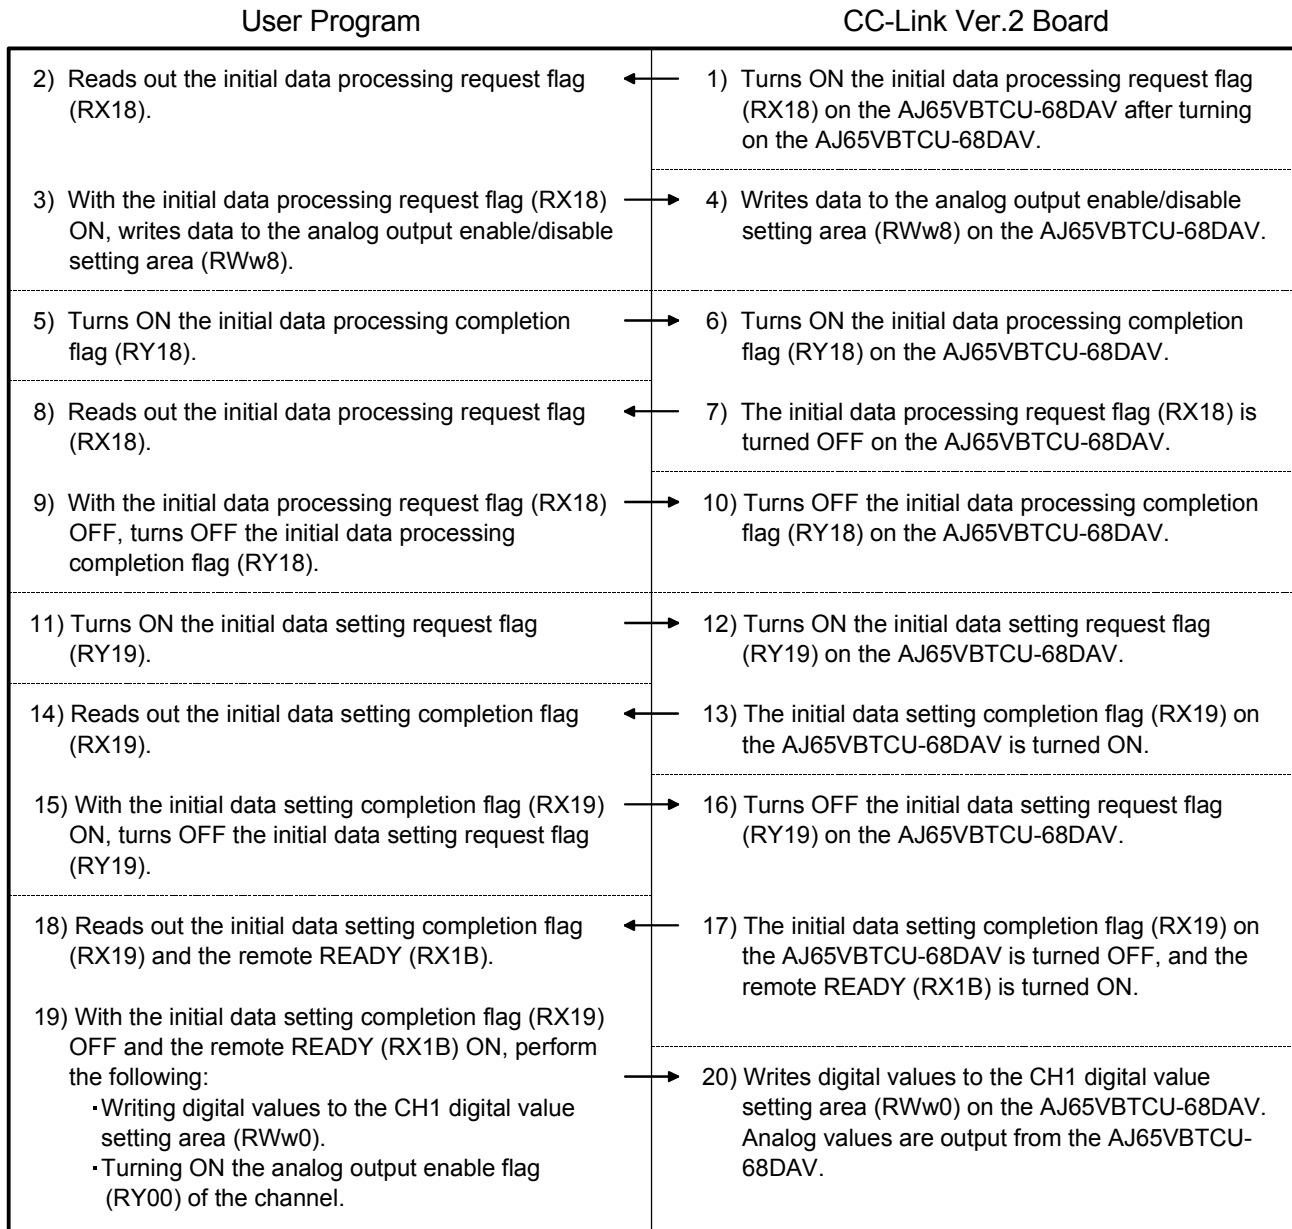 User Program
CC-Link Ver.2 Board
2) Reads out the initial data processing request flag
(RX18).
1) Turns ON the initial data processing request flag
(RX18) on the AJ65VBTCU-68DAV after turning
on the AJ65VBTCU-68DAV.
3) With the initial data processing request flag (RX18)
ON, writes data to the analog output enable/disable
setting area (RWw8).
4) Writes data to the analog output enable/disable
setting area (RWw8) on the AJ65VBTCU-68DAV.
5) Turns ON the initial data processing completion
flag (RY18).
6) Turns ON the initial data processing completion
flag (RY18) on the AJ65VBTCU-68DAV.
8) Reads out the initial data processing request flag
(RX18).
7) The initial data processing request flag (RX18) is
turned OFF on the AJ65VBTCU-68DAV.
9) With the initial data processing request flag (RX18)
OFF, turns OFF the initial data processing
completion flag (RY18).
10) Turns OFF the initial data processing completion
flag (RY18) on the AJ65VBTCU-68DAV.
11) Turns ON the initial data setting request flag
(RY19).
12) Turns ON the initial data setting request flag
(RY19) on the AJ65VBTCU-68DAV.
14) Reads out the initial data setting completion flag
(RX19).
13) The initial data setting completion flag (RX19) on
the AJ65VBTCU-68DAV is turned ON.
15) With the initial data setting completion flag (RX19)
ON, turns OFF the initial data setting request flag
(RY19).
16) Turns OFF the initial data setting request flag
(RY19) on the AJ65VBTCU-68DAV.
18) Reads out the initial data setting completion flag
(RX19) and the remote READY (RX1B).
17) The initial data setting completion flag (RX19) on
the AJ65VBTCU-68DAV is turned OFF, and the
remote READY (RX1B) is turned ON.
19) With the initial data setting completion flag (RX19)
OFF and the remote READY (RX1B) ON, perform
the following:
·Writing digital values to the CH1 digital value
setting area (RWw0).
·Turning ON the analog output enable flag
(RY00) of the channel.
20) Writes digital values to the CH1 digital value
setting area (RWw0) on the AJ65VBTCU-68DAV.
Analog values are output from the AJ65VBTCU-
68DAV.